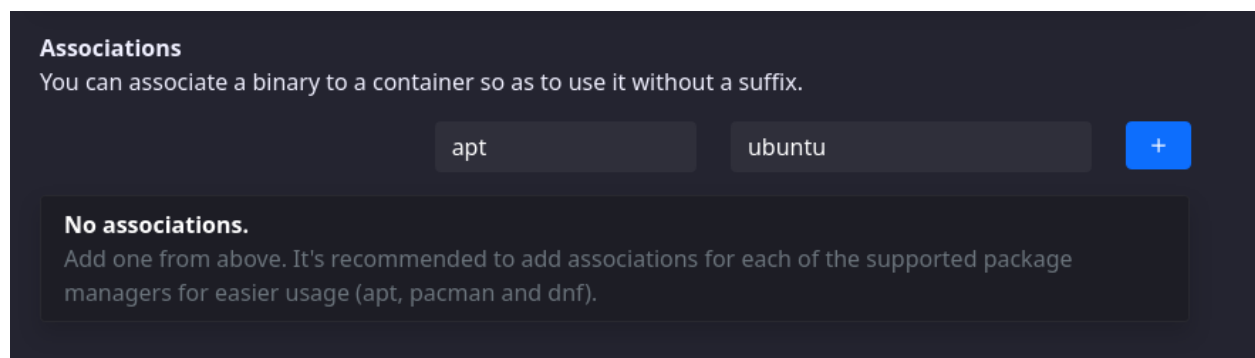 Associations
You can associate a binary to a container so as to use it without a suffix.
apt ubuntu +
No associations.
Add one from above. It's recommended to add associations for each of the supported package
managers for easier usage (apt, pacman and dnf).